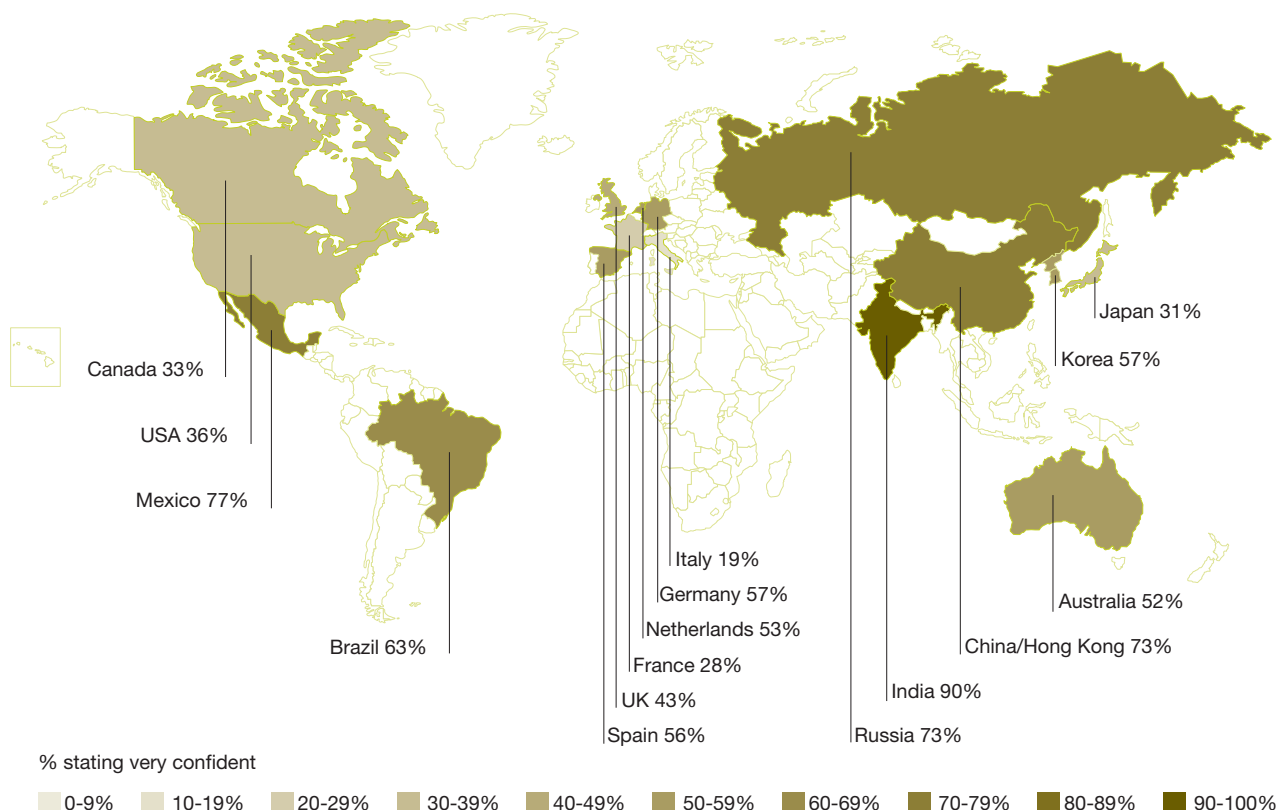 Japan 31%
Korea 57%
Canada 33%
USA 36%
Mexico 77%
Italy 19%
Germany 57%
Australia 52%
Netherlands 53%
Brazil 63%
China/Hong Kong 73%
France 28%
India 90%
UK 43%
Spain 56%
Russia 73%
% stating very confident
0-9% 10-19% 20-29% 30-39% 40-49% 50-59% 60-69% 70-79% 80-89% 90-100%